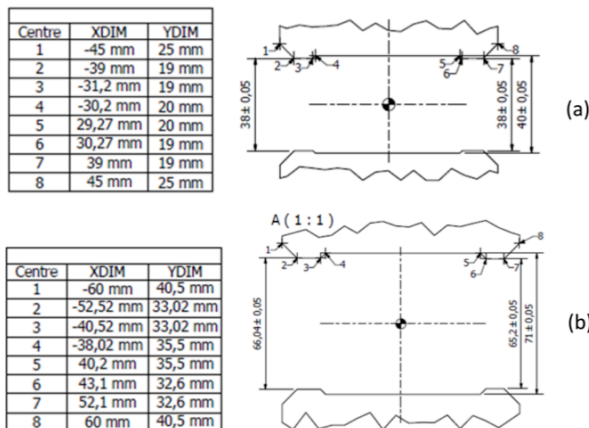 Centre XDIM YDIM
1 -45 mm 25 mm
2 -39 mm 19 mm
3 -31,2 mm 19 mm
4 -30,2 mm 20 mm
5 29,27 mm 20 mm
6 30,27 mm 19 mm
7 39 mm 19 mm
8 45 mm 25 mm
1
2
3
4
5
6
7
8
38±0,05
38±0,05
40±0,05
(a)
A ( 1 : 1 )
Centre XDIM YDIM
1 -60 mm 40,5 mm
2 -52,52 mm 33,02 mm
3 -40,52 mm 33,02 mm
4 -38,02 mm 35,5 mm
5 40,2 mm 35,5 mm
6 43,1 mm 32,6 mm
7 52,1 mm 32,6 mm
8 60 mm 40,5 mm
1
2
3
4
5
6
7
8
66,04±0,05
65,2±0,05
71±0,05
(b)